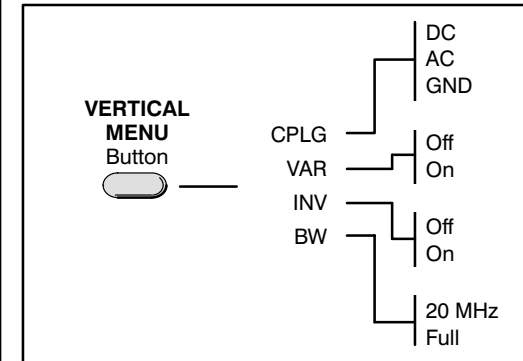 VERTICAL
MENU
Button
CPLG
VAR
INV
BW
DC
AC
GND
Off
On
Off
On
20 MHz
Full